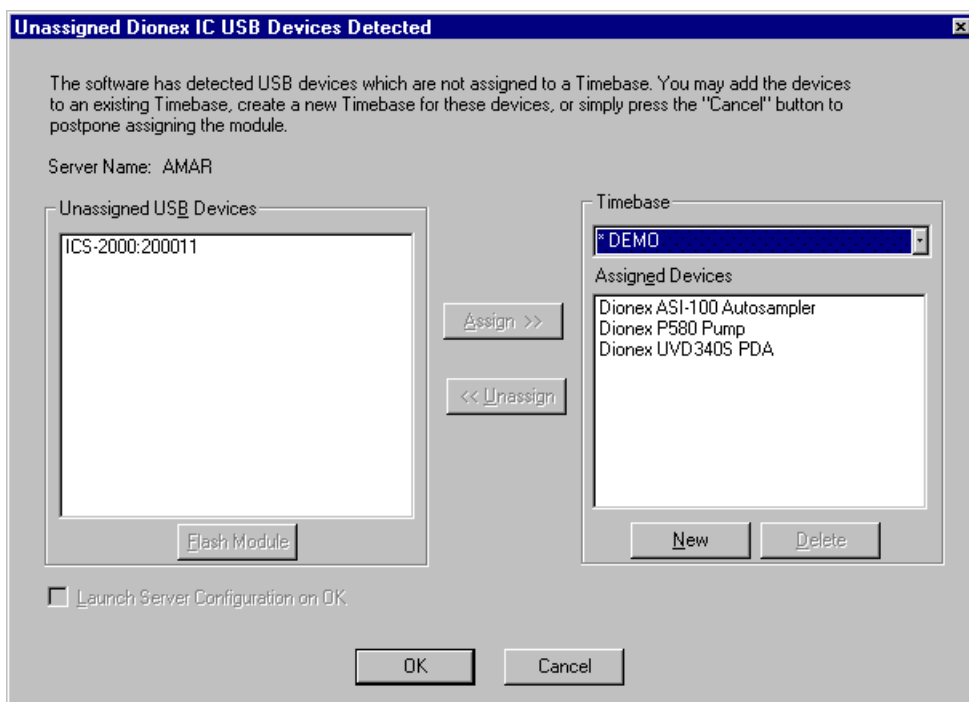 Unassigned Dionex IC USB Devices Detected
The software has detected USB devices which are not assigned to a Timebase. You may add the devices
to an existing Timebase, create a new Timebase for these devices, or simply press the "Cancel" button to
postpone assigning the module.
Server Name: AMAR
Unassigned USB Devices
ICS-2000:200011
Flash Module
Assign >>
<< Unassign
Timebase
* DEMO
Assigned Devices
Dionex ASI-100 Autosampler
Dionex P580 Pump
Dionex UVD340S PDA
New
Delete
Launch Server Configuration on OK
OK
Cancel